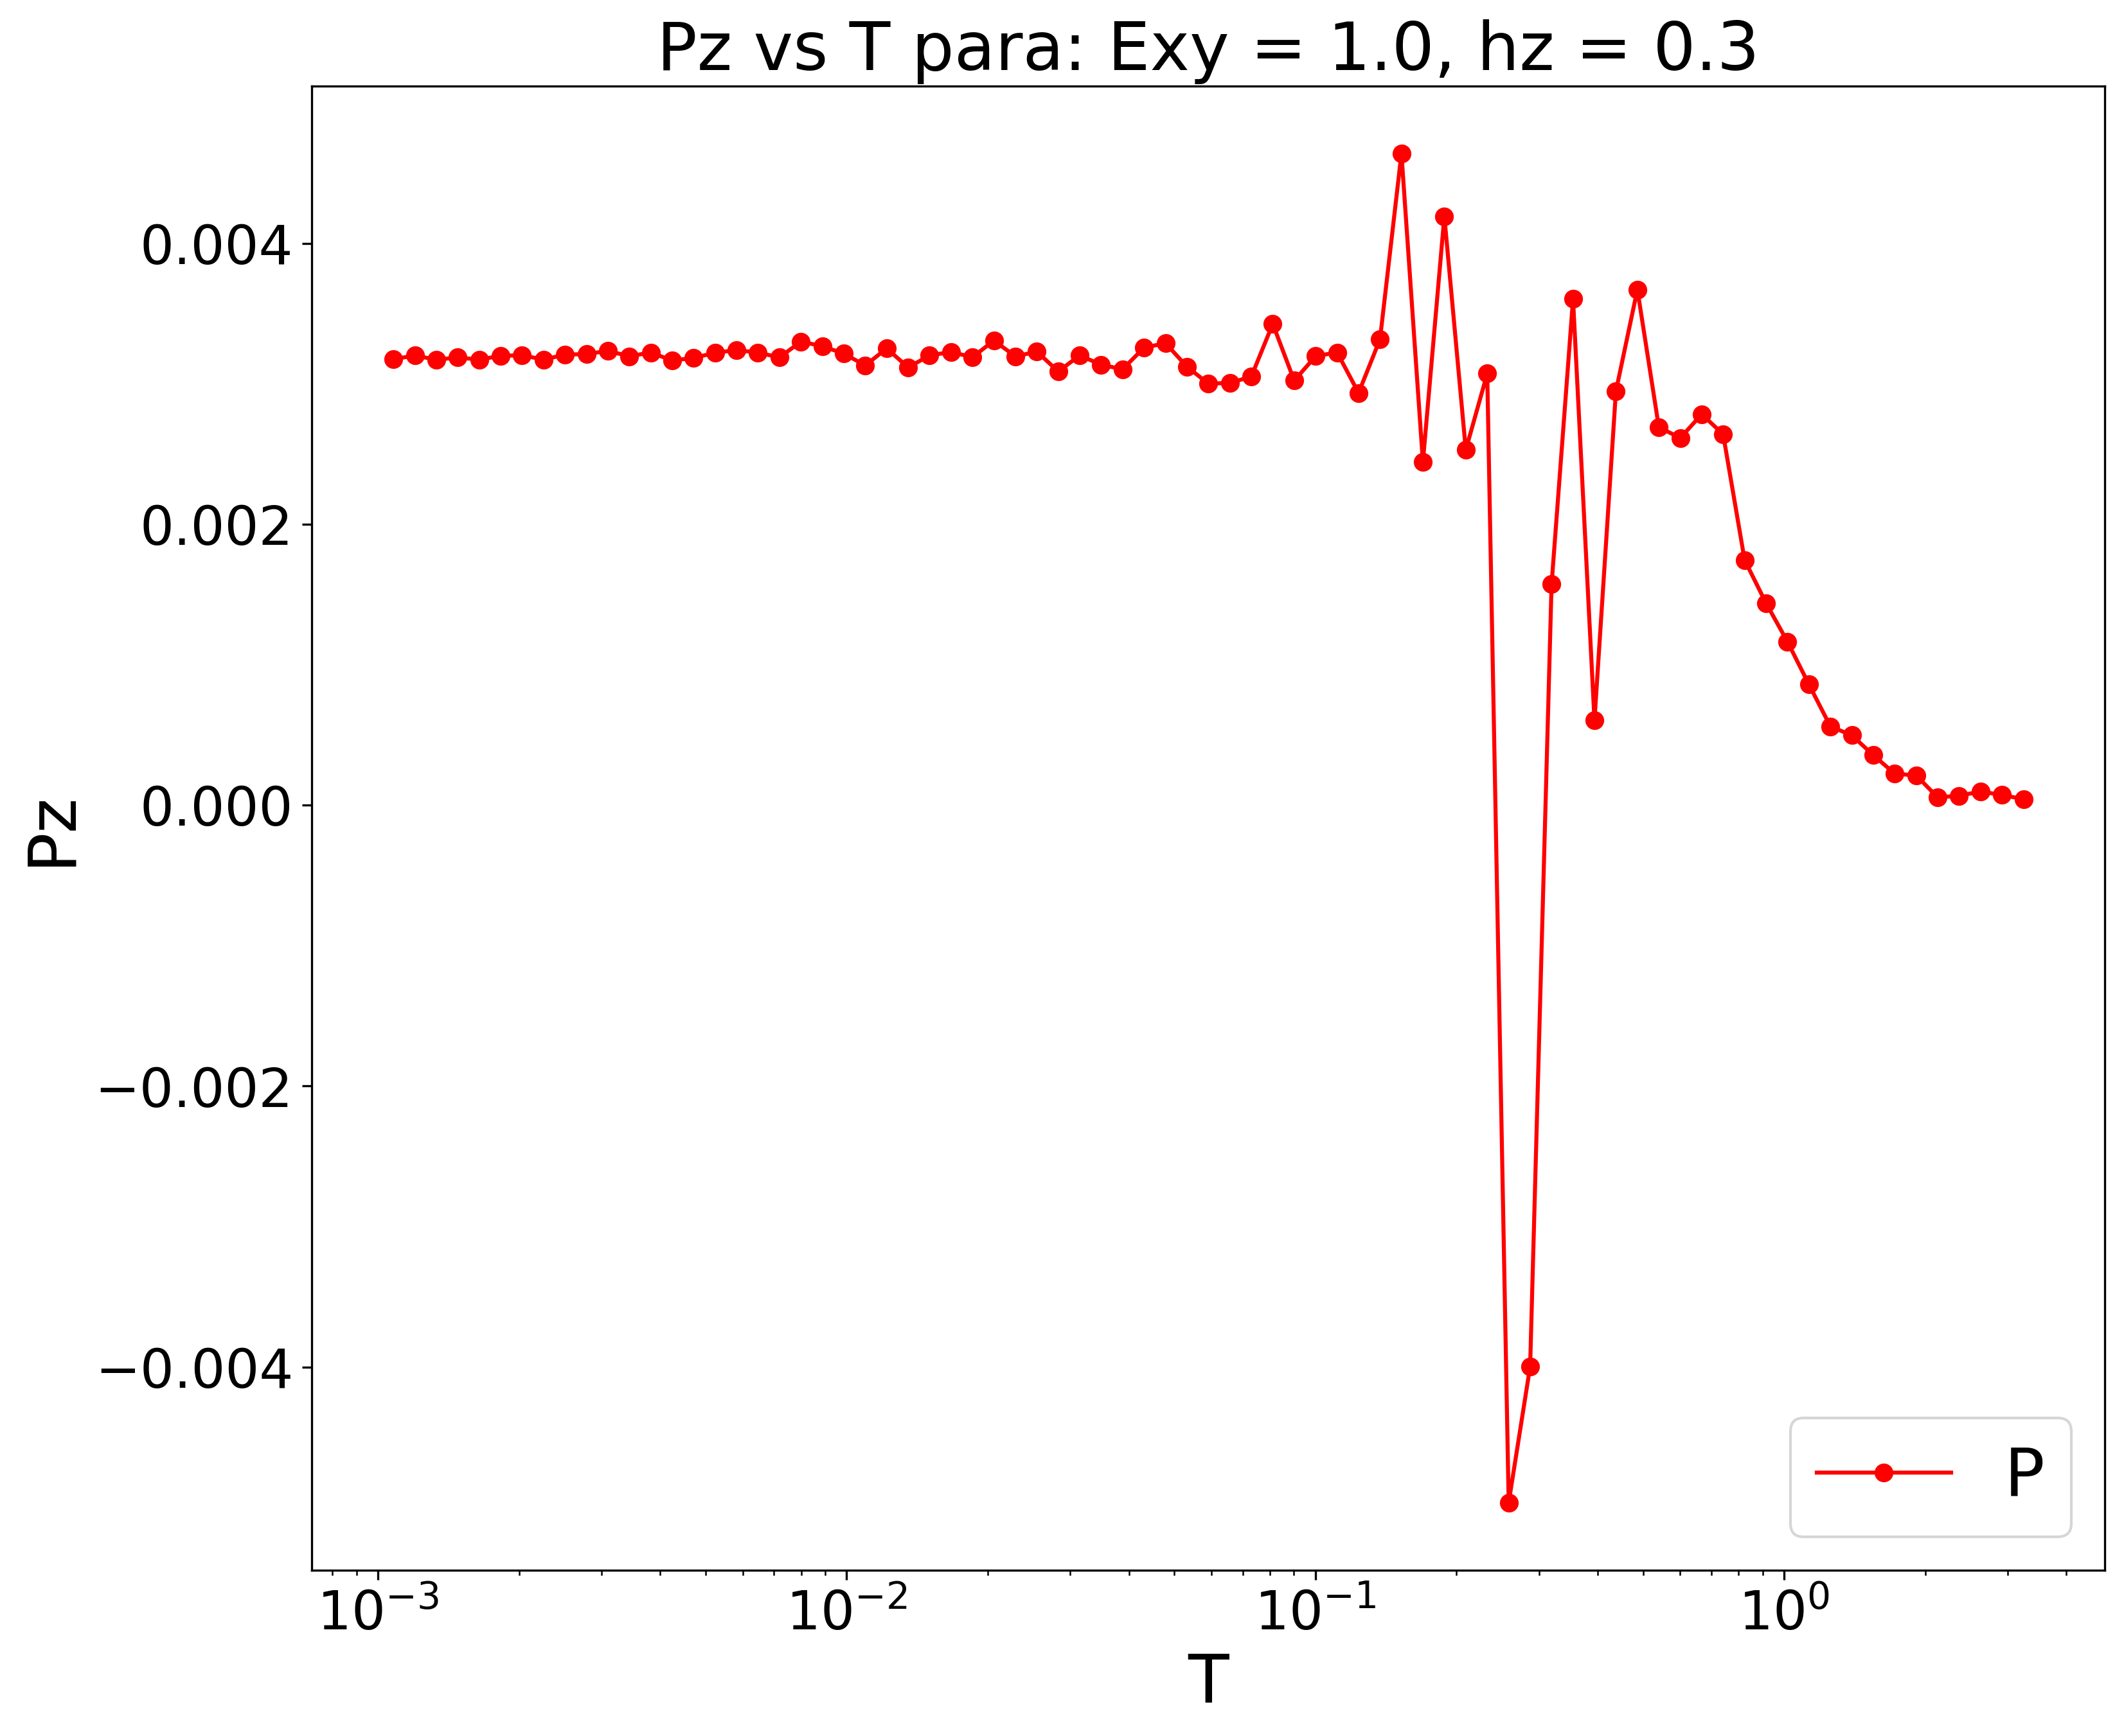 Pz vs T para: Exy = 1.0, hz = 0.3
0.004
0.002
0.000
−0.002
−0.004
Pz
P
10⁻³ 10⁻² 10⁻¹ 10⁰
T